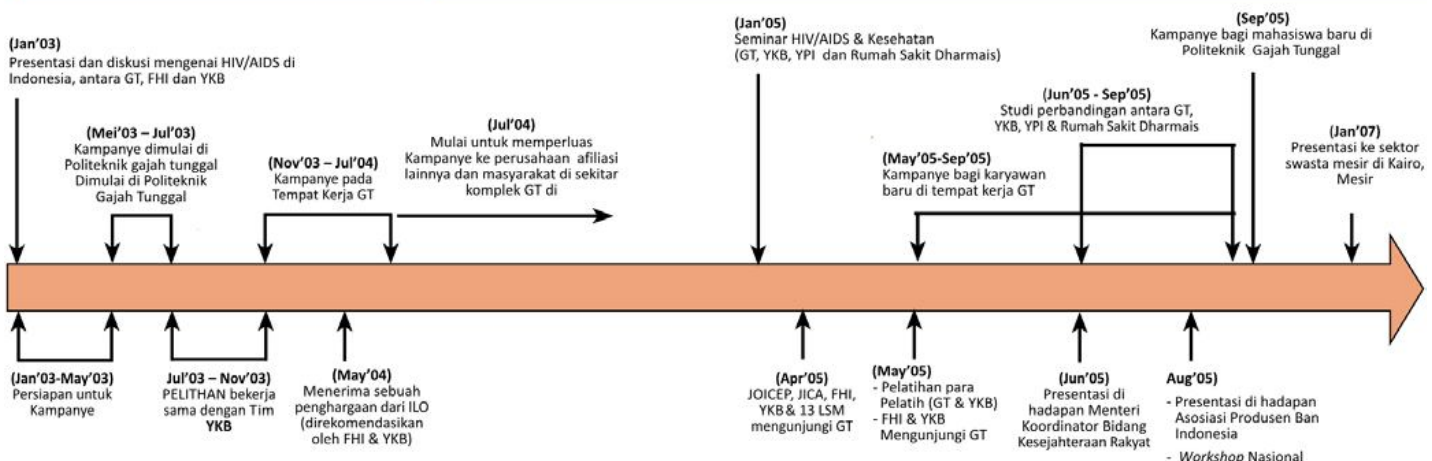 (Jan'03)
Presentasi dan diskusi mengenai HIV/AIDS di
Indonesia, antara GT, FHI dan YKB
(Mei'03 – Jul'03)
Kampanye dimulai di
Politeknik gajah tunggal
Dimulai di Politeknik
Gajah Tunggal
(Nov'03 – Jul'04)
Kampanye pada
Tempat Kerja GT
(Jul'04)
Mulai untuk memperluas
Kampanye ke perusahaan afiliasi
lainnya dan masyarakat di sekitar
komplek GT di
(Jan'05)
Seminar HIV/AIDS & Kesehatan
(GT, YKB, YPI dan Rumah Sakit Dharmais)
(May'05-Sep'05)
Kampanye bagi karyawan
baru di tempat kerja GT
(Jun'05 - Sep'05)
Studi perbandingan antara GT,
YKB, YPI & Rumah Sakit Dharmais
(Sep'05)
Kampanye bagi mahasiswa baru di
Politeknik Gajah Tunggal
(Jan'07)
Presentasi ke sektor
swasta mesir di Kairo,
Mesir
(Jan'03-May'03)
Persiapan untuk
Kampanye
Jul'03 – Nov'03)
PELITHAN bekerja
sama dengan Tim
YKB
(May'04)
Menerima sebuah
penghargaan dari ILO
(direkomendasikan
oleh FHI & YKB)
(Apr'05)
JOICEP, JICA, FHI,
YKB & 13 LSM
mengunjungi GT
(May'05)
- Pelatihan para
Pelatih (GT & YKB)
- FHI & YKB
Mengunjungi GT
(Jun'05)
Presentasi di
hadapan Menteri
Koordinator Bidang
Kesejahteraan Rakyat
Aug'05)
- Presentasi di hadapan
Asosiasi Produsen Ban
Indonesia
- Workshop Nasional